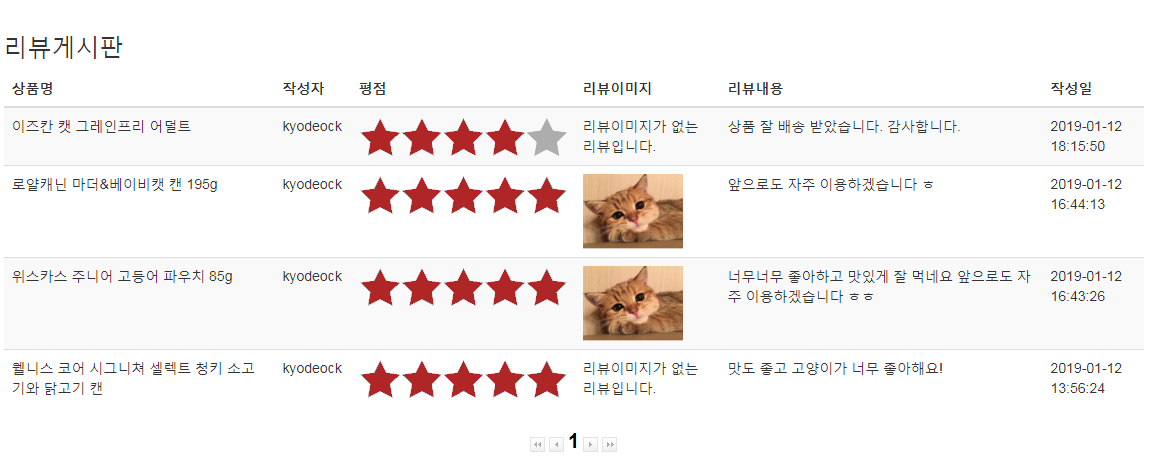 리뷰게시판
상품명 작성자 평점 리뷰이미지 리뷰내용 작성일
이즈칸 캣 그레인프리 어덜트 kyodeock 리뷰이미지가 없는 상품 잘 배송 받았습니다. 감사합니다. 2019-01-12
리뷰입니다. 18:15:50
로얄캐닌 마더&베이비캣 캔 195g kyodeock 앞으로도 자주 이용하겠습니다 ㅎ 2019-01-12
16:44:13
위스카스 주니어 고등어 파우치 85g kyodeock 너무너무 좋아하고 맛있게 잘 먹네요 앞으로도 자 2019-01-12
주 이용하겠습니다 ㅎㅎ 16:43:26
웰니스 코어 시그니쳐 셀렉트 청키 소고 kyodeock 리뷰이미지가 없는 맛도 좋고 고양이가 너무 좋아해요! 2019-01-12
기와 닭고기 캔 리뷰입니다. 13:56:24
1